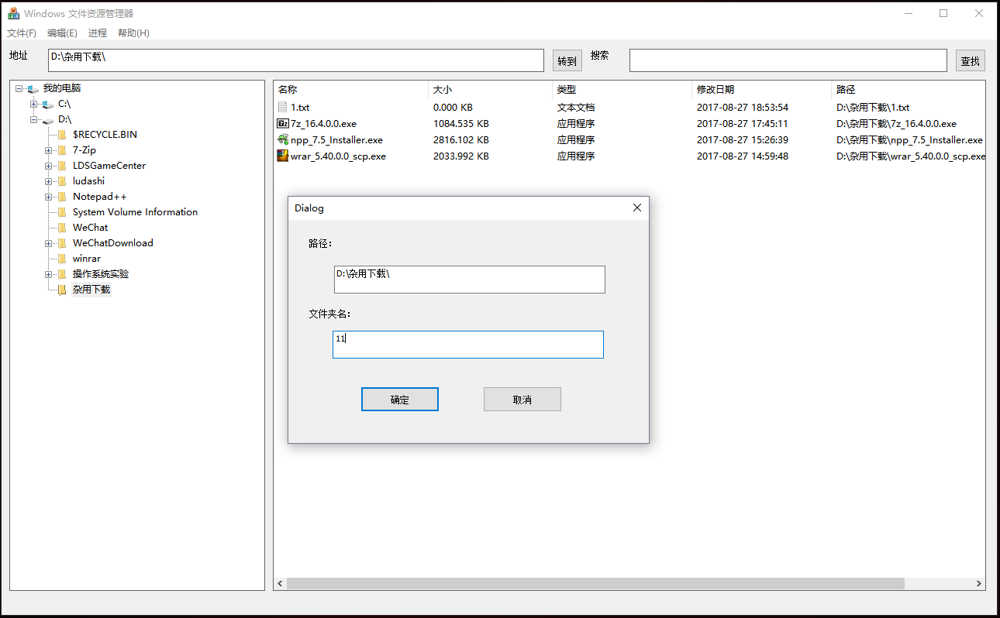 Windows 文件资源管理器
文件(F) 编辑(E) 进程 帮助(H)
地址 D:\杂用下载\ 转到 搜索 查找
我的电脑
C:\
D:\
$RECYCLE.BIN
7-Zip
LDSGameCenter
ludashi
Notepad++
System Volume Information
WeChat
WeChatDownload
winrar
操作系统实验
杂用下载
名称 大小 类型 修改日期 路径
1.txt 0.000 KB 文本文档 2017-08-27 18:53:54 D:\杂用下载\1.txt
7z_16.4.0.0.exe 1084.535 KB 应用程序 2017-08-27 17:45:11 D:\杂用下载\7z_16.4.0.0.exe
npp_7.5_Installer.exe 2816.102 KB 应用程序 2017-08-27 15:26:39 D:\杂用下载\npp_7.5_Installer.exe
wrar_5.40.0.0_scp.exe 2033.992 KB 应用程序 2017-08-27 14:59:48 D:\杂用下载\wrar_5.40.0.0_scp.exe
Dialog
路径：
D:\杂用下载\
文件夹名：
11
确定 取消